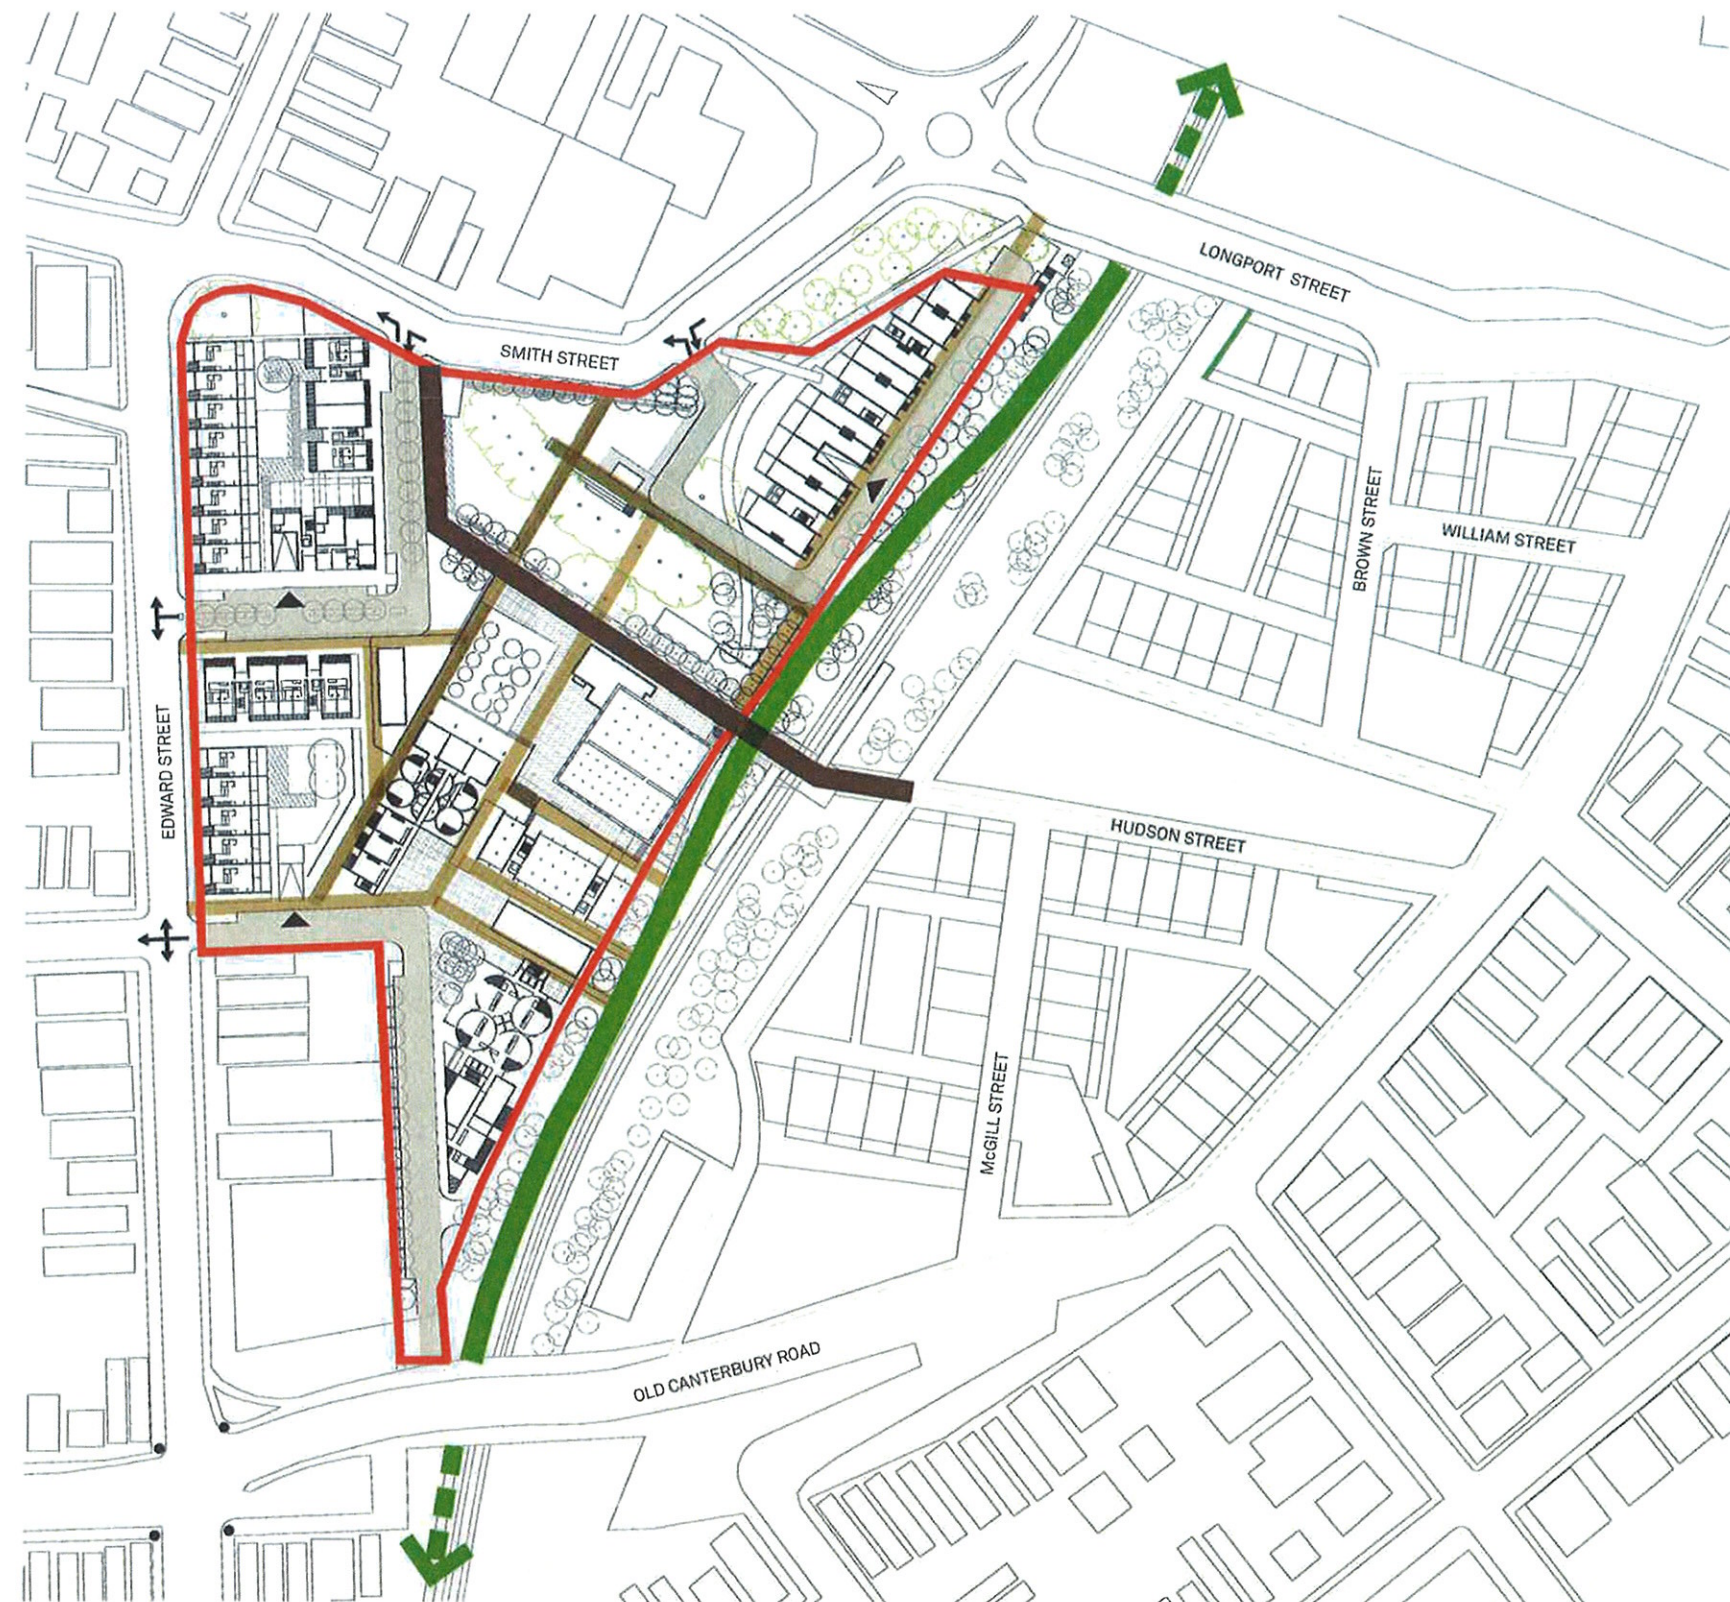 LONGPORT STREET
SMITH STREET
BROWN STREET
WILLIAM STREET
EDWARD STREET
HUDSON STREET
McGILL STREET
OLD CANTERBURY ROAD